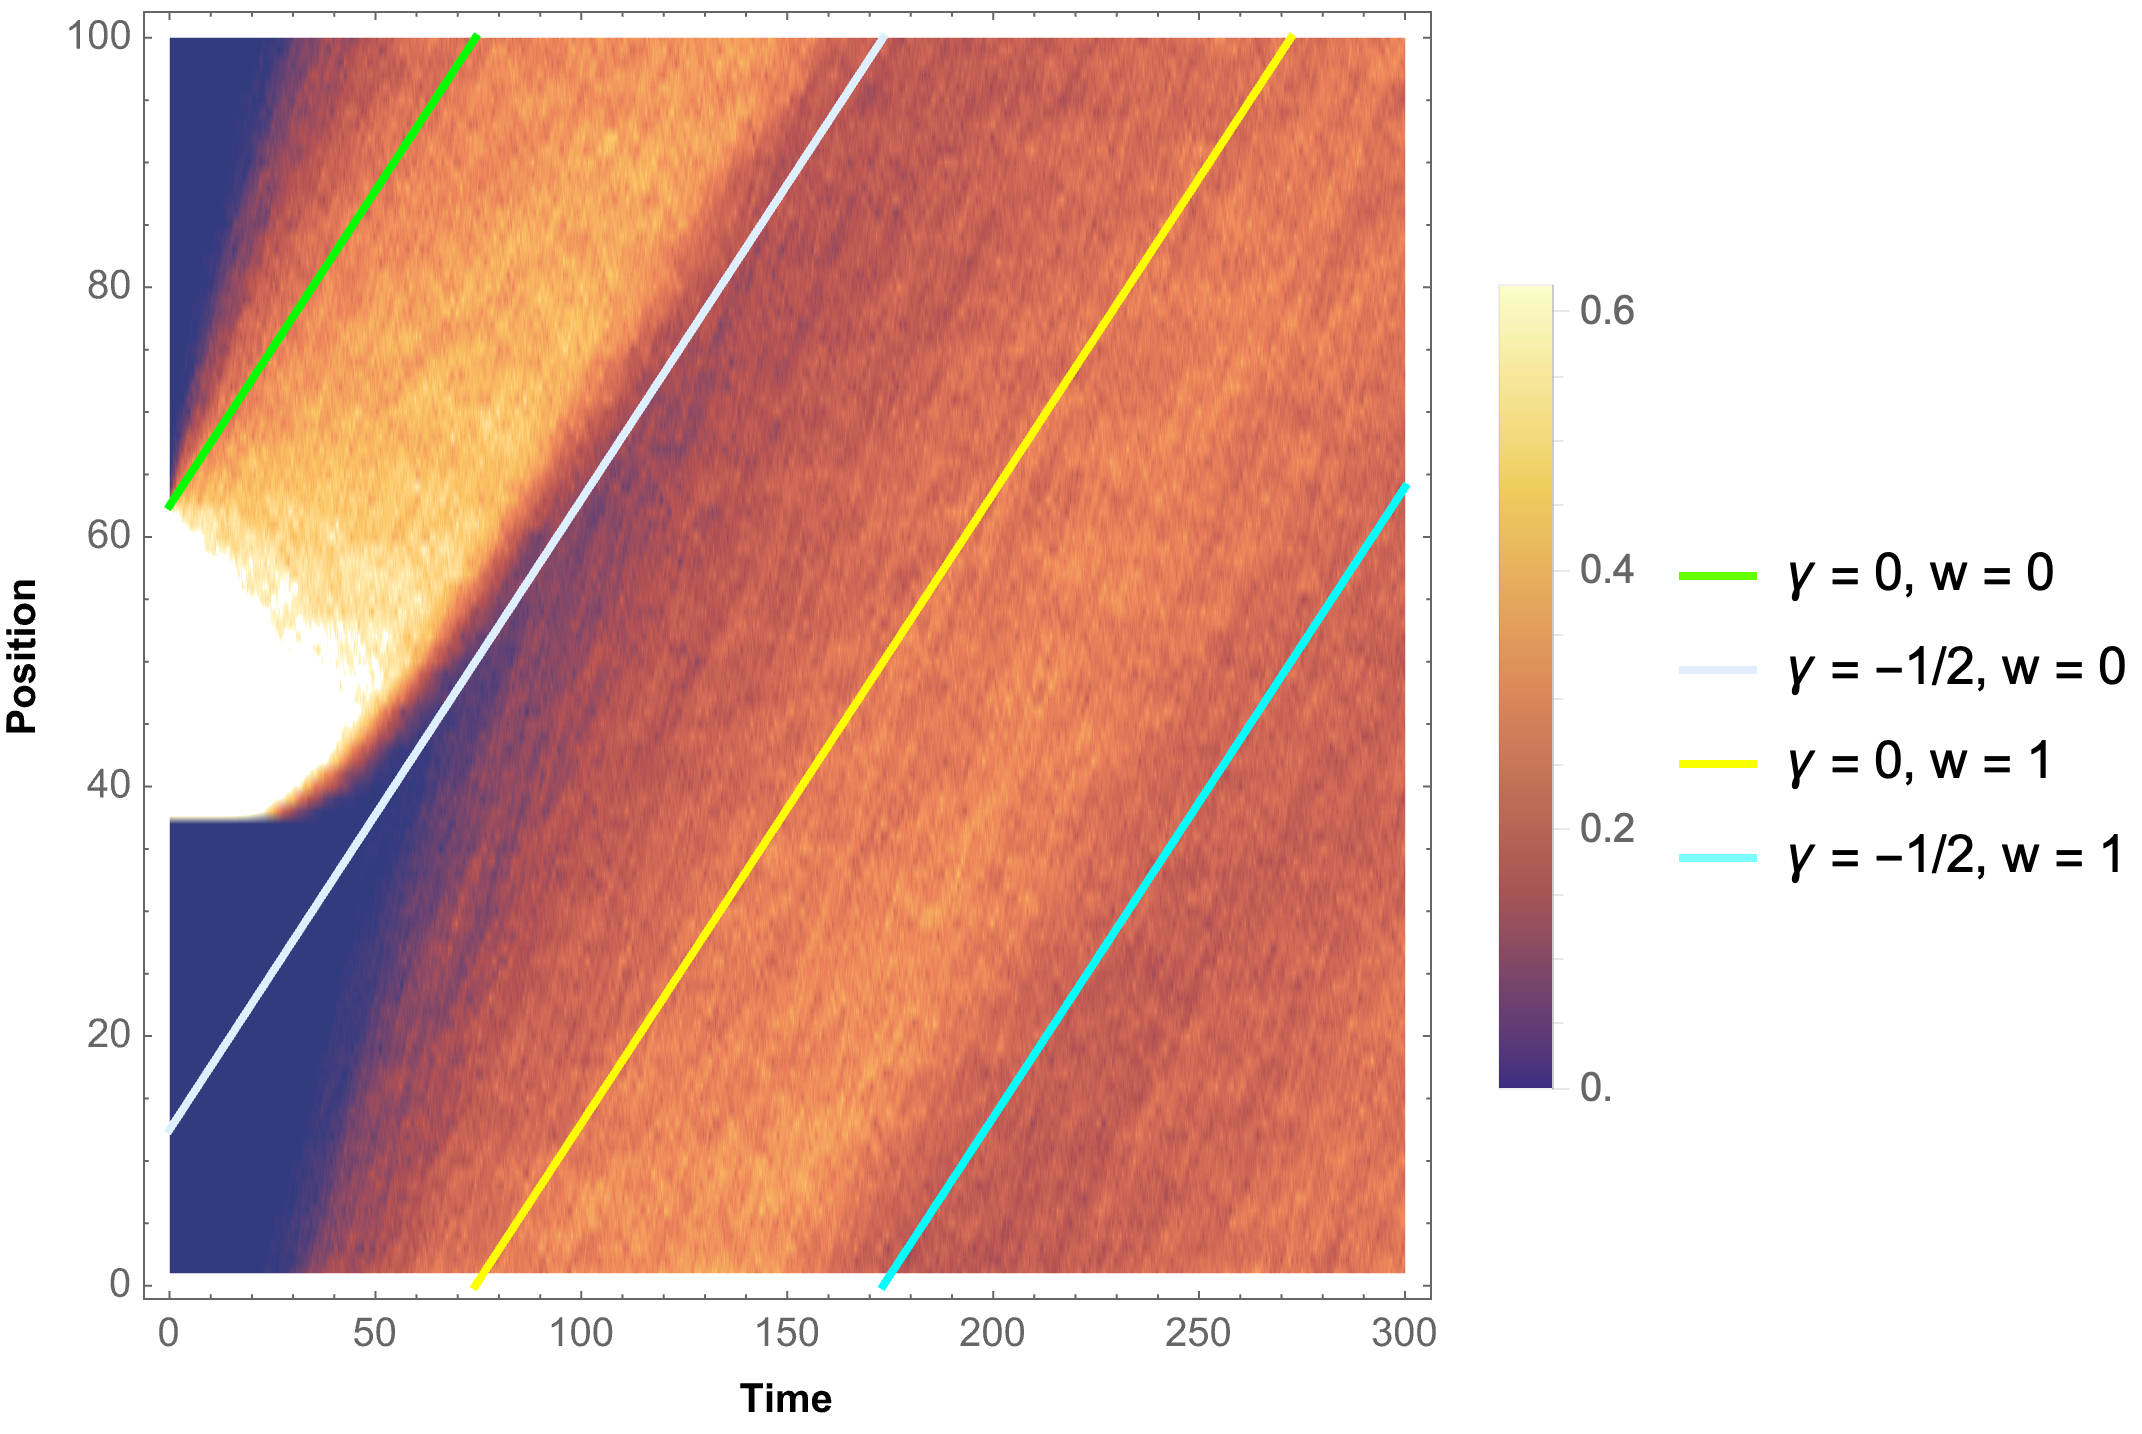 100
80
60
40
20
0
Position
0 50 100 150 200 250 300
Time
0.6
0.4
0.2
0.
γ = 0, w = 0
γ = −1/2, w = 0
γ = 0, w = 1
γ = −1/2, w = 1